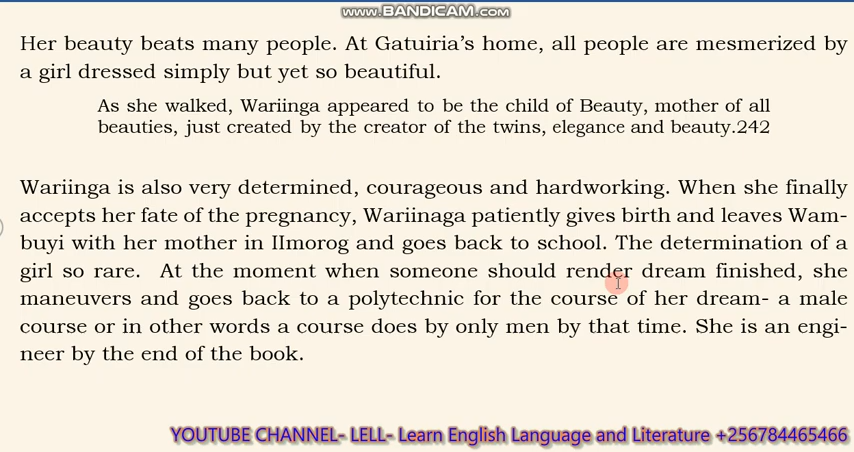 www.BANDICAM.com
Her beauty beats many people. At Gatuiria's home, all people are mesmerized by
a girl dressed simply but yet so beautiful.
As she walked, Wariinga appeared to be the child of Beauty, mother of all
beauties, just created by the creator of the twins, elegance and beauty.242
Wariinga is also very determined, courageous and hardworking. When she finally
accepts her fate of the pregnancy, Wariinaga patiently gives birth and leaves Wam-
buyi with her mother in IImorog and goes back to school. The determination of a
girl so rare.  At the moment when someone should render dream finished, she
maneuvers and goes back to a polytechnic for the course of her dream- a male
course or in other words a course does by only men by that time. She is an engi-
neer by the end of the book.
YOUTUBE CHANNEL- LELL- Learn English Language and Literature +256784465466